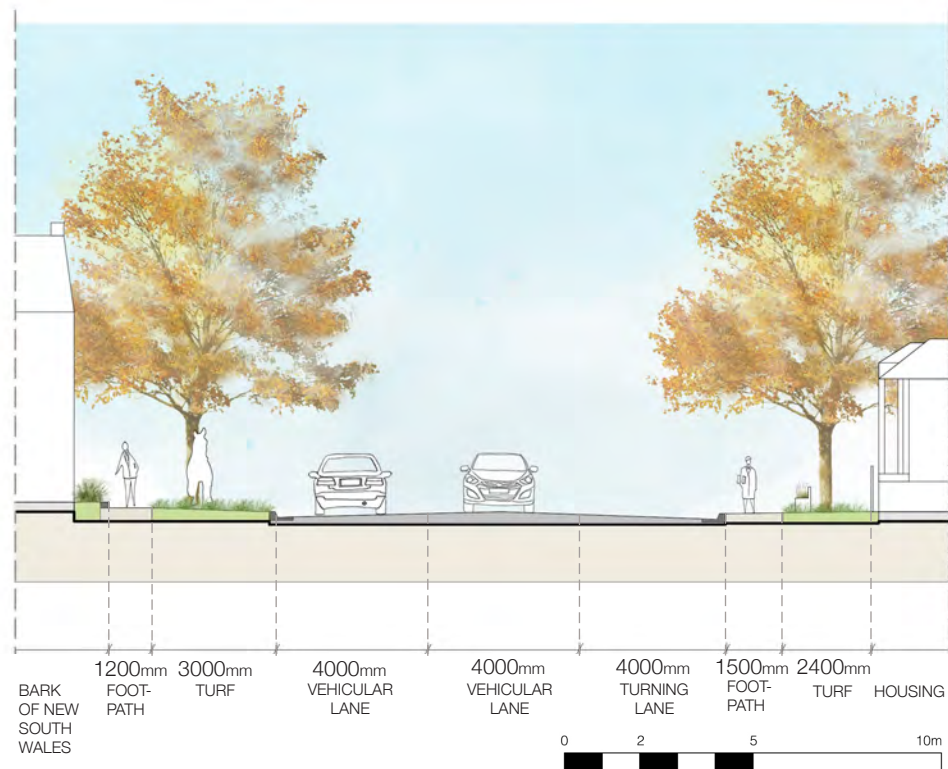 1200mm 3000mm 4000mm 4000mm 4000mm 1500mm 2400mm
BARK
OF NEW
SOUTH
WALES
FOOT-
PATH
TURF
VEHICULAR
LANE
VEHICULAR
LANE
TURNING
LANE
FOOT-
PATH
TURF
HOUSING
0 2 5 10m